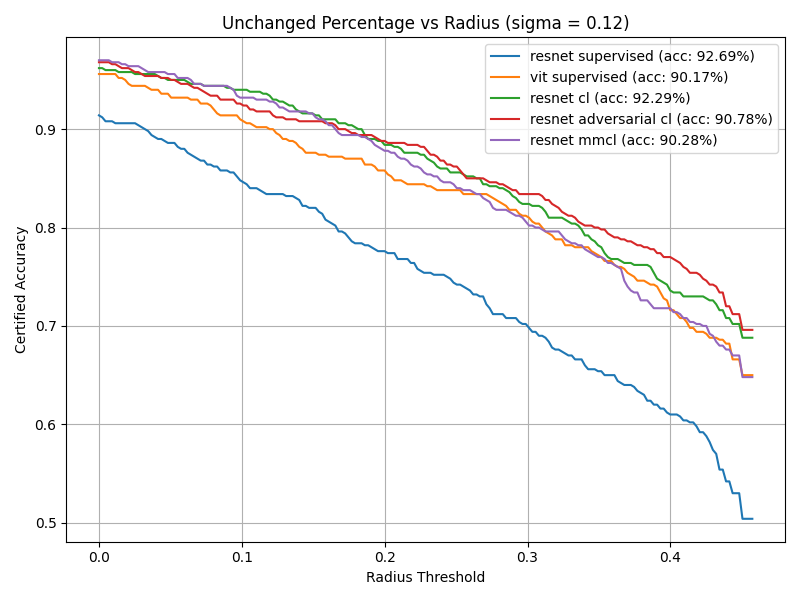 Unchanged Percentage vs Radius (sigma = 0.12)
resnet supervised (acc: 92.69%)
vit supervised (acc: 90.17%)
resnet cl (acc: 92.29%)
resnet adversarial cl (acc: 90.78%)
resnet mmcl (acc: 90.28%)
Certified Accuracy
0.9
0.8
0.7
0.6
0.5
0.0 0.1 0.2 0.3 0.4
Radius Threshold